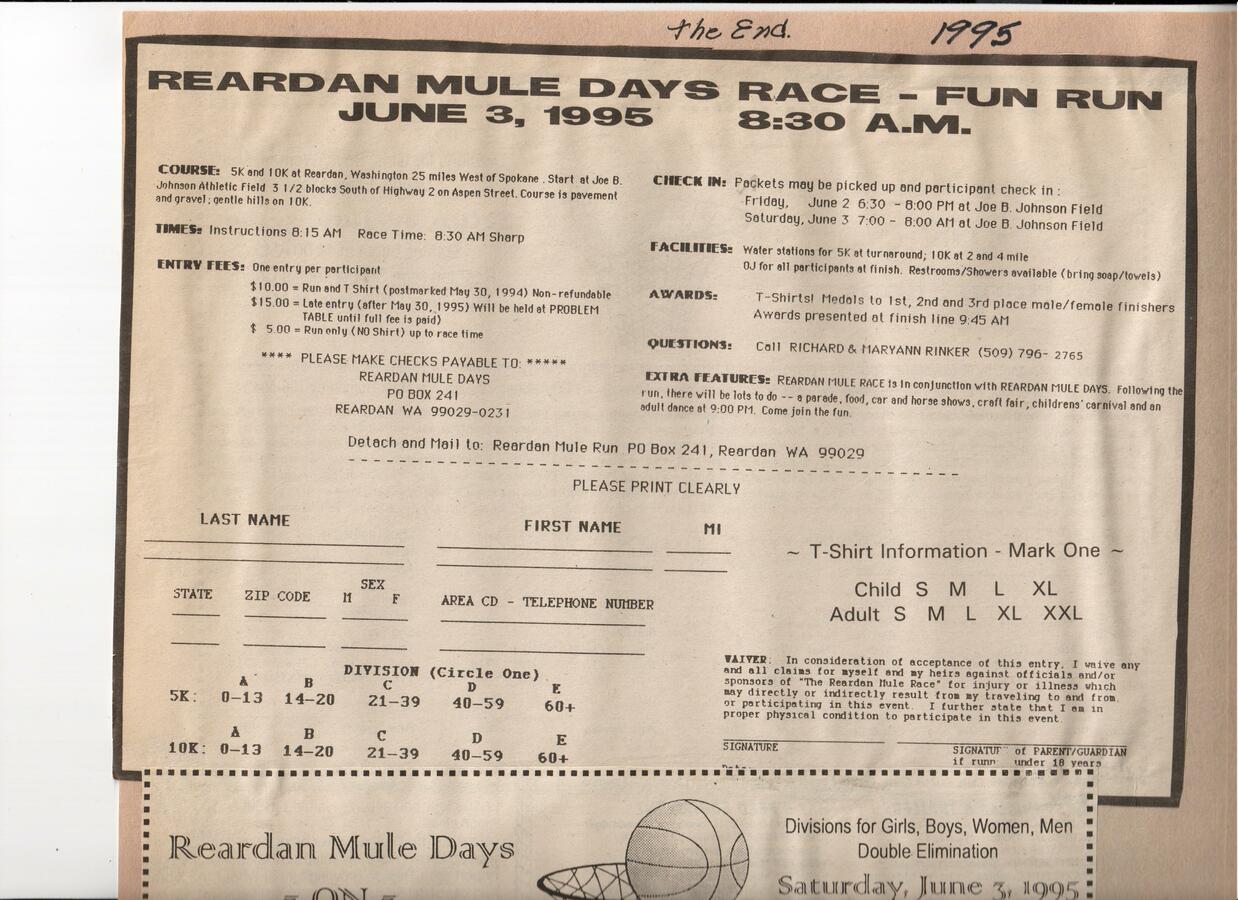 the End. 1995
REARDAN MULE DAYS RACE - FUN RUN
JUNE 3, 1995 8:30 A.M.
COURSE: 5K and 10K at Reardan, Washington 25 miles West of Spokane . Start at Joe B.
Johnson Athletic Field 3 1/2 blocks South of Highway 2 on Aspen Street. Course is pavement
and gravel; gentle hills on 10K.
TIMES: Instructions 8:15 AM Race Time: 8:30 AM Sharp
ENTRY FEES: One entry per participant
$10.00 = Run and T Shirt (postmarked May 30, 1994) Non-refundable
$15.00 = Late entry (after May 30, 1995) Will be held at PROBLEM
TABLE until full fee is paid)
$ 5.00 = Run only (NO Shirt) up to race time
**** PLEASE MAKE CHECKS PAYABLE TO: *****
REARDAN MULE DAYS
PO BOX 241
REARDAN WA 99029-0231
CHECK IN: Packets may be picked up and participant check in :
Friday, June 2 6:30 - 8:00 PM at Joe B. Johnson Field
Saturday, June 3 7:00 - 8:00 AM at Joe B. Johnson Field
FACILITIES: Water stations for 5K at turnaround; 10K at 2 and 4 mile
OJ for all participants at finish. Restrooms/Showers available (bring soap/towels)
AWARDS: T-Shirts! Medals to 1st, 2nd and 3rd place male/female finishers
Awards presented at finish line 9:45 AM
QUESTIONS: Call RICHARD & MARYANN RINKER (509) 796- 2765
EXTRA FEATURES: REARDAN MULE RACE is in conjunction with REARDAN MULE DAYS. Following the
run, there will be lots to do -- a parade, food, car and horse shows, craft fair, childrens' carnival and an
adult dance at 9:00 PM. Come join the fun.
Detach and Mail to: Reardan Mule Run PO Box 241, Reardan WA 99029
PLEASE PRINT CLEARLY
LAST NAME FIRST NAME MI
STATE ZIP CODE SEX
M F AREA CD - TELEPHONE NUMBER
~ T-Shirt Information - Mark One ~
Child S M L XL
Adult S M L XL XXL
DIVISION (Circle One)
A B C D E
5K: 0-13 14-20 21-39 40-59 60+
A B C D E
10K: 0-13 14-20 21-39 40-59 60+
WAIVER: In consideration of acceptance of this entry, I waive any
and all claims for myself and my heirs against officials and/or
sponsors of "The Reardan Mule Race" for injury or illness which
may directly or indirectly result from my traveling to and from,
or participating in this event. I further state that I am in
proper physical condition to participate in this event.
SIGNATURE SIGNATUR of PARENT/GUARDIAN
if runn under 18 years
Reardan Mule Days
- ON -
Divisions for Girls, Boys, Women, Men
Double Elimination
Saturday, June 3, 1995